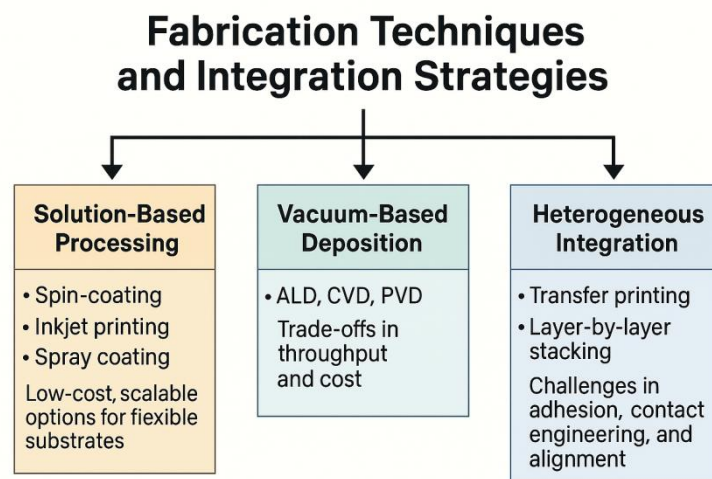 Fabrication Techniques
and Integration Strategies
Solution-Based
Processing
• Spin-coating
• Inkjet printing
• Spray coating
Low-cost, scalable
options for flexible
substrates
Vacuum-Based
Deposition
• ALD, CVD, PVD
Trade-offs in
throughput
and cost
Heterogeneous
Integration
• Transfer printing
• Layer-by-layer
stacking
Challenges in
adhesion, contact
engineering, and
alignment